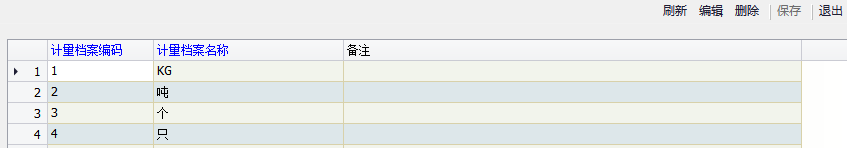 刷新 编辑 删除 保存 退出
计量档案编码 计量档案名称 备注
1 1 KG
2 2 吨
3 3 个
4 4 只